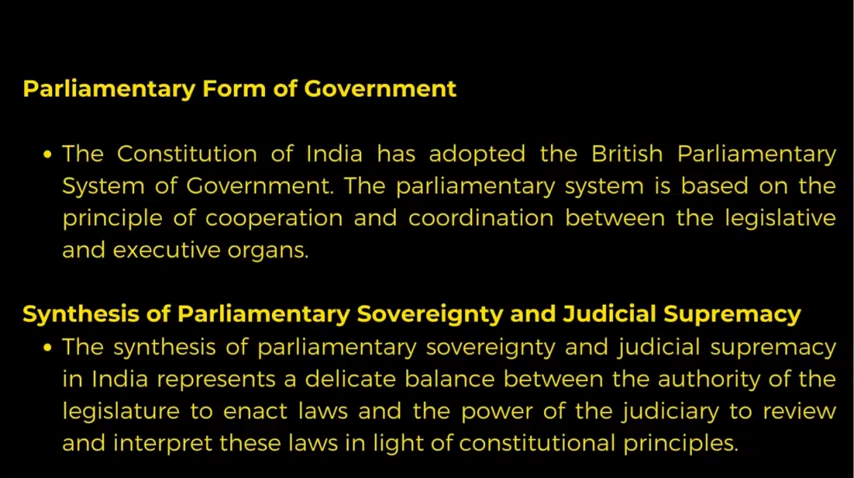 Parliamentary Form of Government
• The Constitution of India has adopted the British Parliamentary
System of Government. The parliamentary system is based on the
principle of cooperation and coordination between the legislative
and executive organs.
Synthesis of Parliamentary Sovereignty and Judicial Supremacy
• The synthesis of parliamentary sovereignty and judicial supremacy
in India represents a delicate balance between the authority of the
legislature to enact laws and the power of the judiciary to review
and interpret these laws in light of constitutional principles.